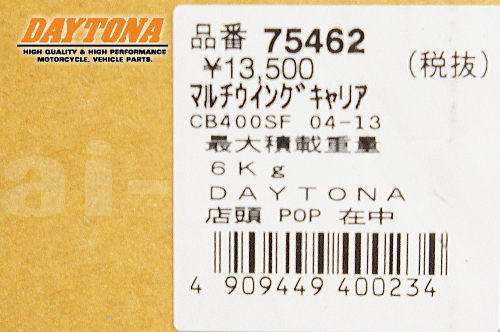 DAYTONA
HIGH QUALITY & HIGH PERFORMANCE
MOTORCYCLE, VEHICLE PARTS.
品番 75462
¥13,500 (税抜)
マルチウイングキャリア
CB400SF 04-13
最大積載重量
6Kg
DAYTONA
店頭 POP 在中
4 909449 400234
ai-